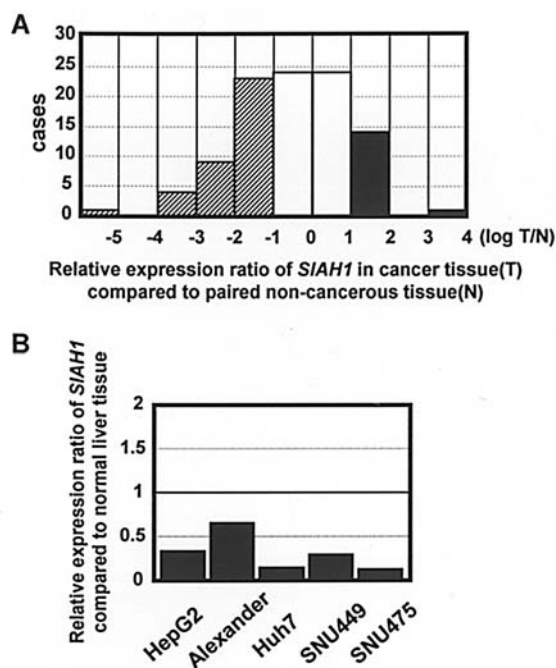 A
30
25
20
15
10
5
0
cases
-5 -4 -3 -2 -1 0 1 2 3 4 (log T/N)
Relative expression ratio of SIAH1 in cancer tissue(T)
compared to paired non-cancerous tissue(N)
B
Relative expression ratio of SIAH1
compared to normal liver tissue
2
1.5
1
0.5
0
HepG2
Alexander
Huh7
SNU449
SNU475